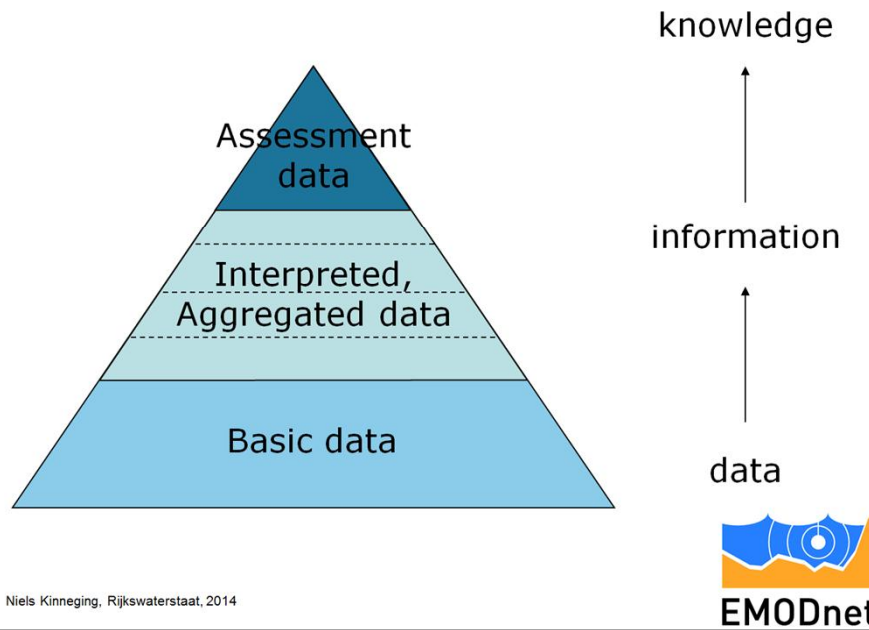 knowledge
Assessment
data
information
Interpreted,
Aggregated data
Basic data
data
Niels Kinneging, Rijkswaterstaat, 2014
EMODnet